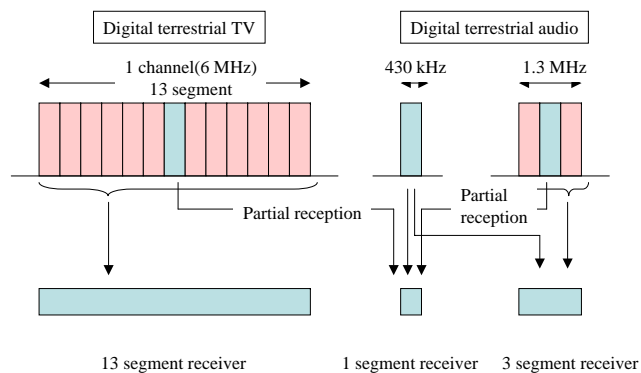 Digital terrestrial TV
Digital terrestrial audio
1 channel(6 MHz)
13 segment
430 kHz
1.3 MHz
Partial reception
Partial
reception
13 segment receiver
1 segment receiver
3 segment receiver